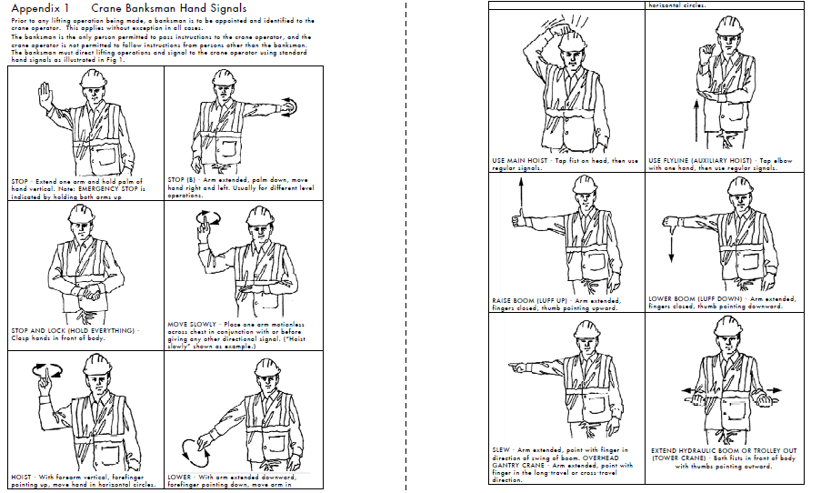 Appendix 1 Crane Banksman Hand Signals
Prior to any lifting operation being made, a banksman is to be appointed and identified to the
crane operator. This applies without exception in all cases.
The banksman is the only person permitted to pass instructions to the crane operator, and the
crane operator is not permitted to follow instructions from persons other than the banksman.
The banksman must direct lifting operations and signal to the crane operator using standard
hand signals as illustrated in Fig 1.
STOP - Extend one arm and hold palm of
hand vertical. Note: EMERGENCY STOP is
indicated by holding both arms up
STOP (B) - Arm extended, palm down, move
hand right and left. Usually for different level
operations.
STOP AND LOCK (HOLD EVERYTHING) -
Clasp hands in front of body.
MOVE SLOWLY - Place one arm motionless
across chest in conjunction with or before
giving any other directional signal. ("Hoist
slowly" shown as example.)
HOIST - With forearm vertical, forefinger
pointing up, move hand in horizontal circles.
LOWER - With arm extended downward,
forefinger pointing down, move arm in
horizontal circles.
USE MAIN HOIST - Tap fist on head, then use
regular signals.
USE FLYLINE (AUXILIARY HOIST) - Tap elbow
with one hand, then use regular signals.
RAISE BOOM (LUFF UP) - Arm extended,
fingers closed, thumb pointing upward.
LOWER BOOM (LUFF DOWN) - Arm extended,
fingers closed, thumb pointing downward.
SLEW - Arm extended, point with finger in
direction of swing of boom. OVERHEAD
GANTRY CRANE - Arm extended, point with
finger in the long-travel or cross-travel
direction.
EXTEND HYDRAULIC BOOM OR TROLLEY OUT
(TOWER CRANE) - Both fists in front of body
with thumbs pointing outward.